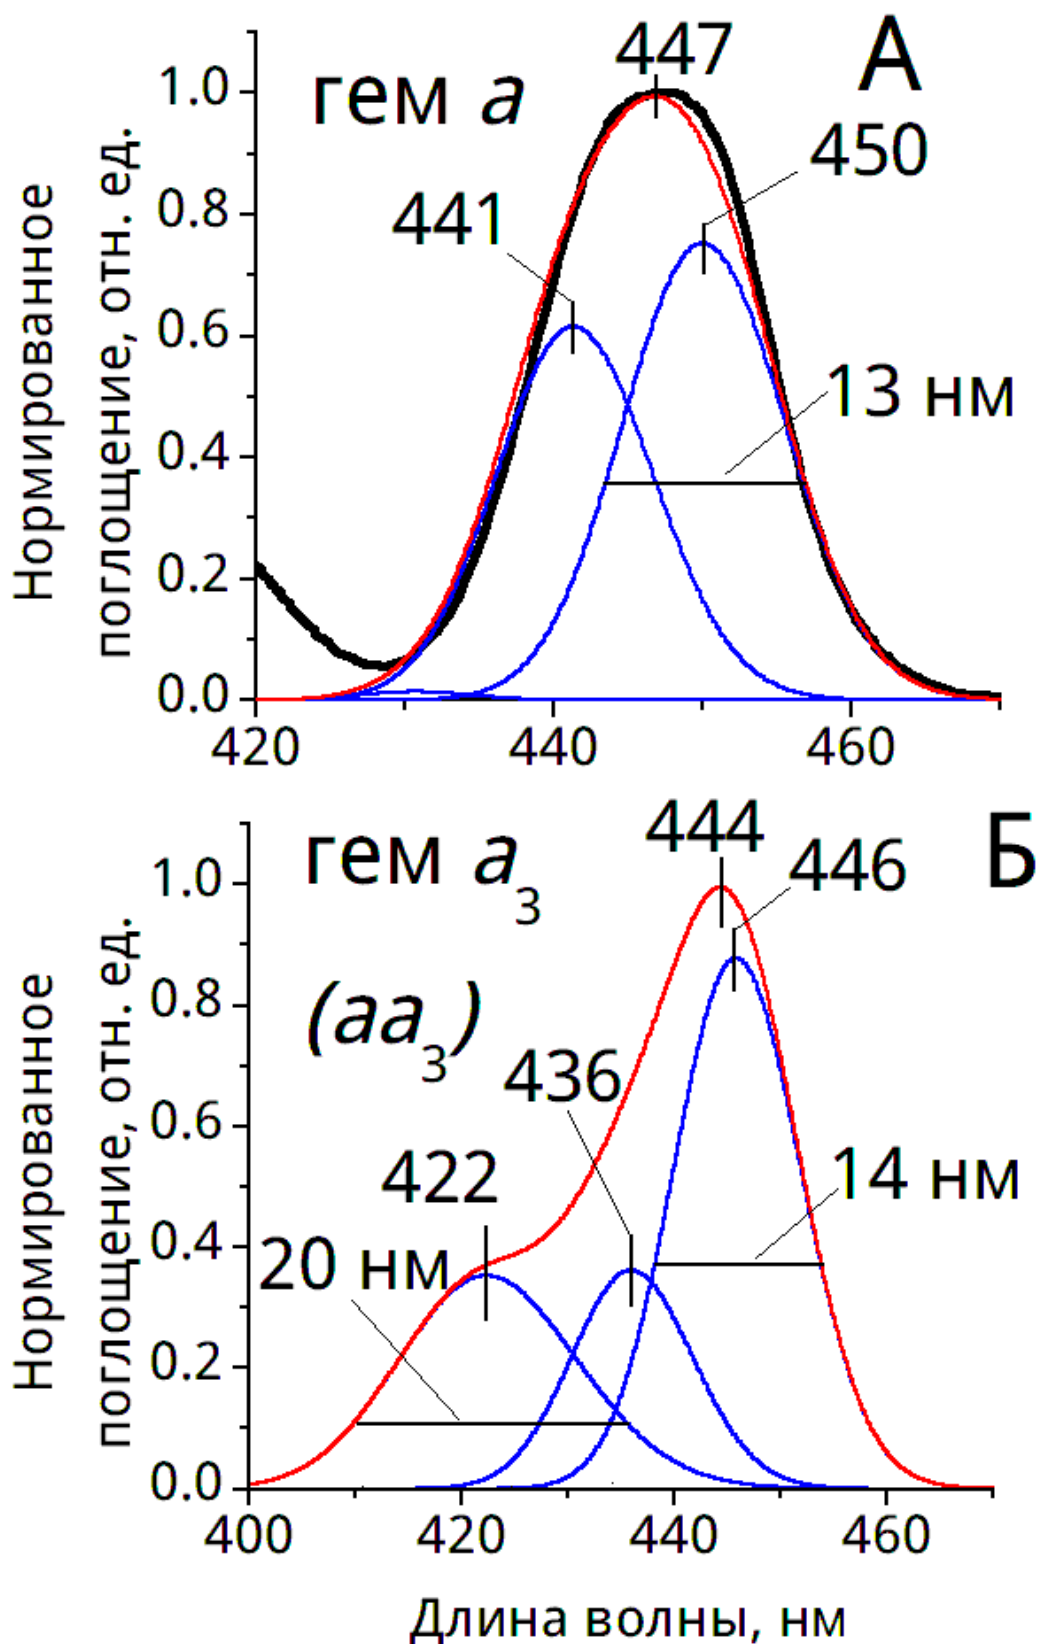 447
А
гем a
450
441
13 нм
1.0
0.8
0.6
0.4
0.2
0.0
Нормированное
поглощение, отн. ед.
420
440
460
444
Б
гем a3
446
(aa3)
436
422
14 нм
20 нм
1.0
0.8
0.6
0.4
0.2
0.0
Нормированное
поглощение, отн. ед.
400
420
440
460
Длина волны, нм